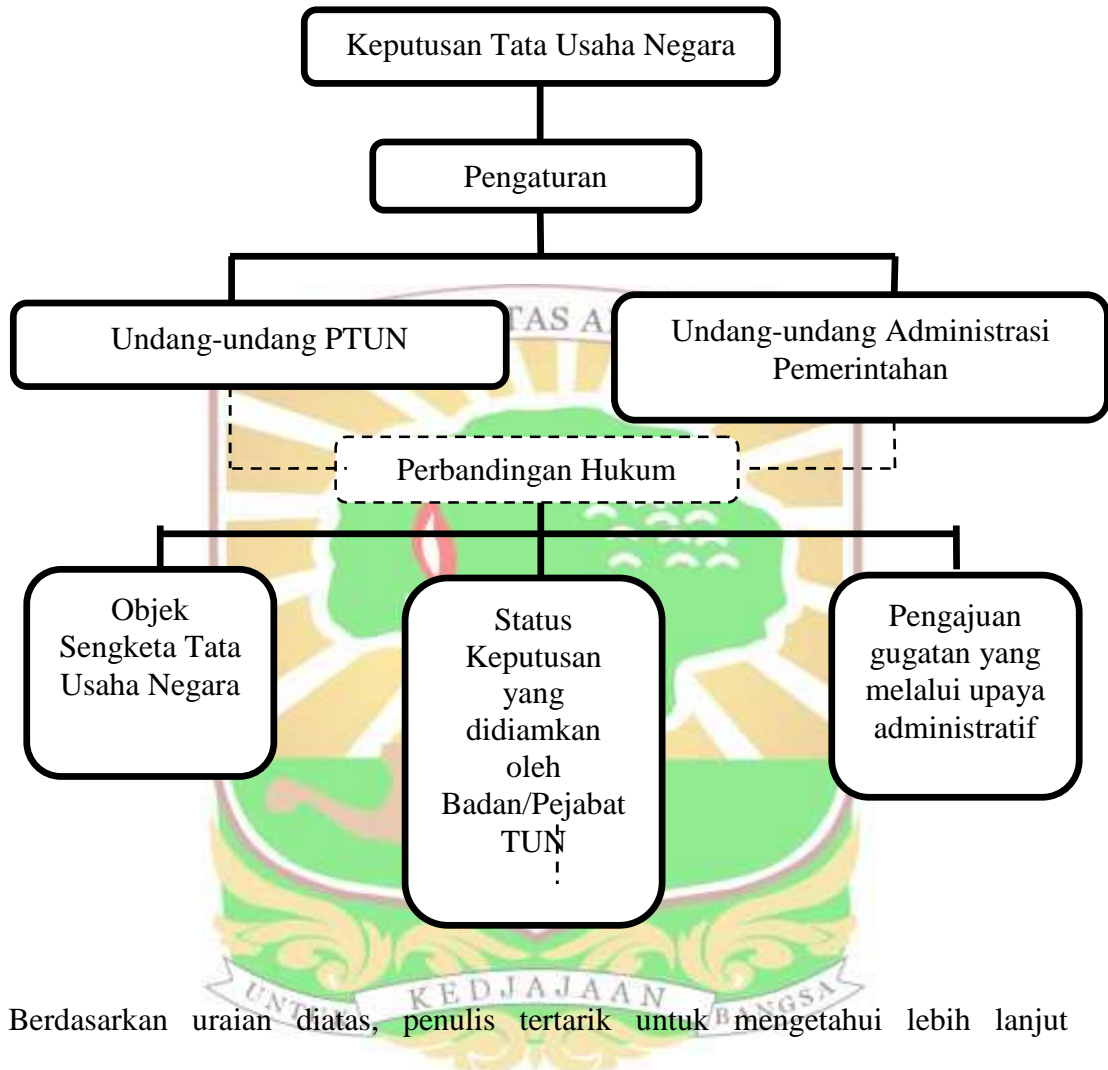 Keputusan Tata Usaha Negara
Pengaturan
TAS A
Undang-undang PTUN
Undang-undang Administrasi
Pemerintahan
Perbandingan Hukum
Objek
Sengketa Tata
Usaha Negara
Status
Keputusan
yang
didiamkan
oleh
Badan/Pejabat
TUN
Pengajuan
gugatan yang
melalui upaya
administratif
KEDJAJAAN
BANGSA
Berdasarkan uraian diatas, penulis tertarik untuk mengetahui lebih lanjut